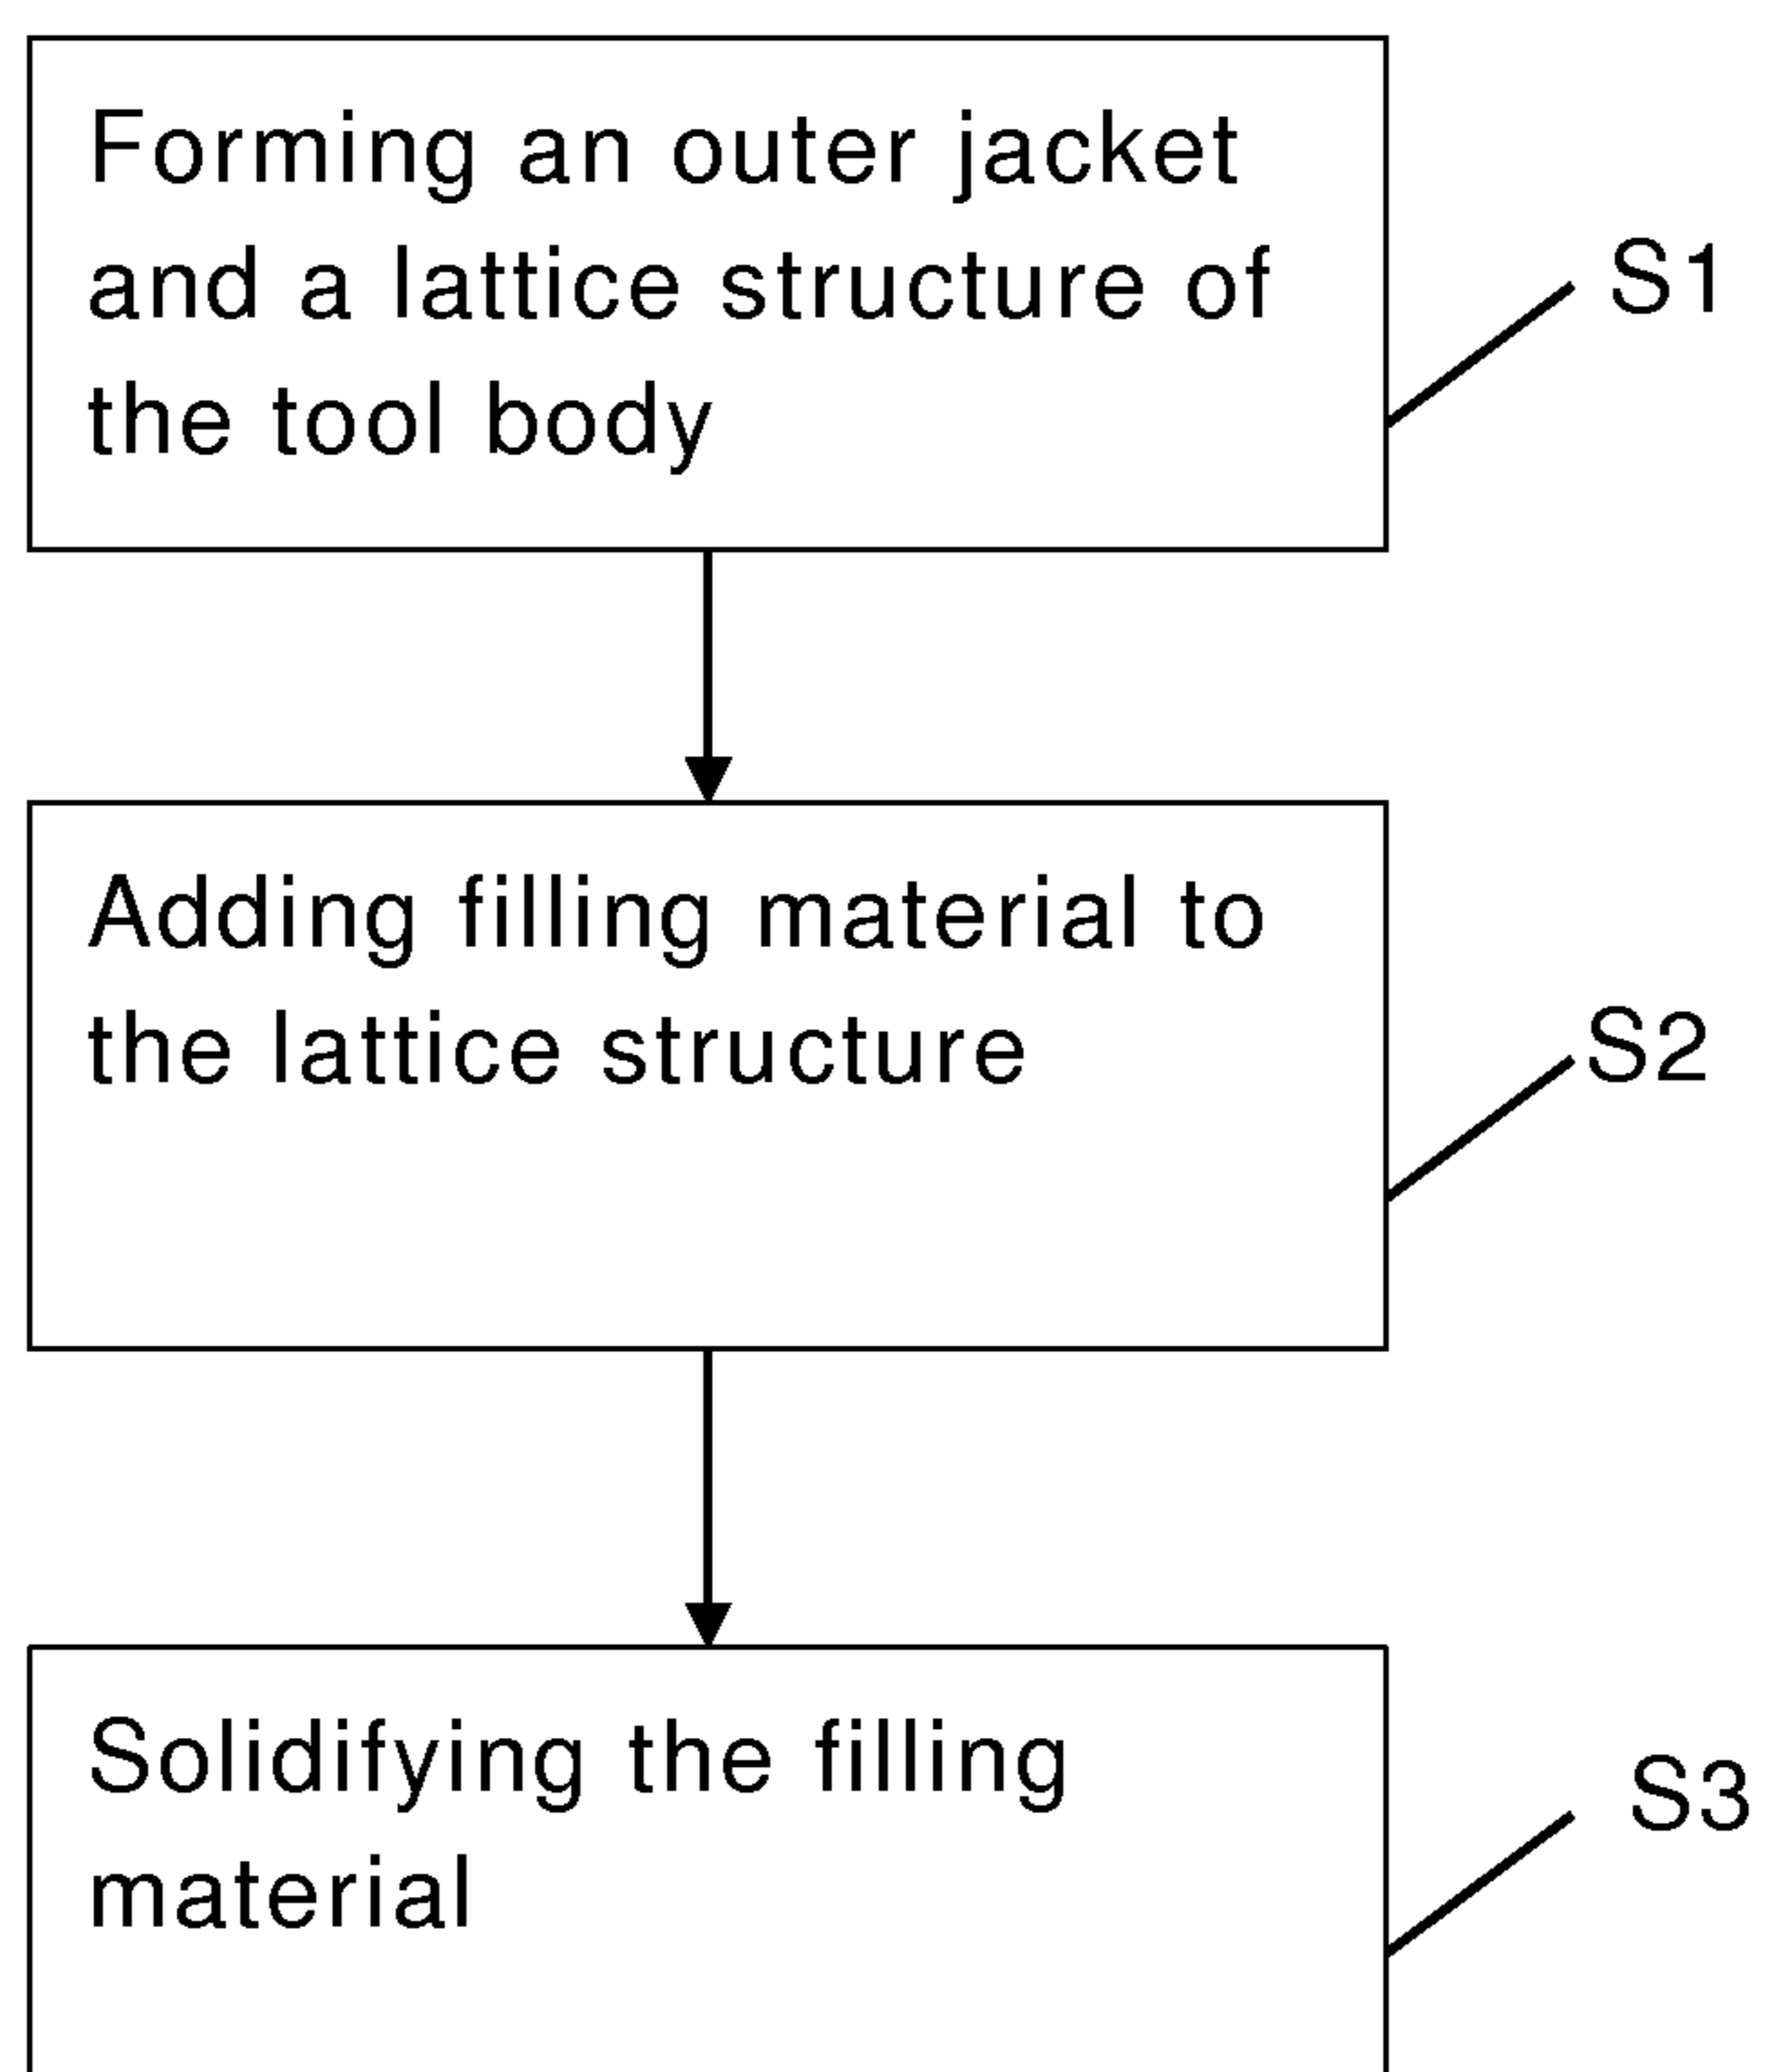 Forming an outer jacket
and a lattice structure of
the tool body
S1
Adding filling material to
the lattice structure
S2
Solidifying the filling
material
S3